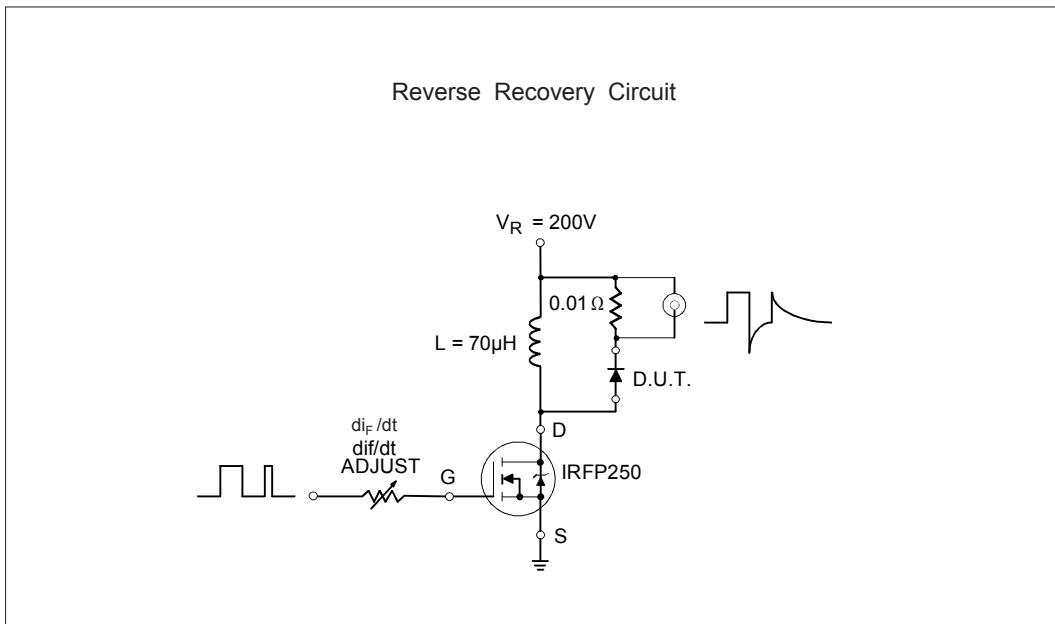 Reverse Recovery Circuit
V_R = 200V
0.01 Ω
L = 70µH
D.U.T.
di_F/dt
dif/dt
ADJUST
D
G
IRFP250
S